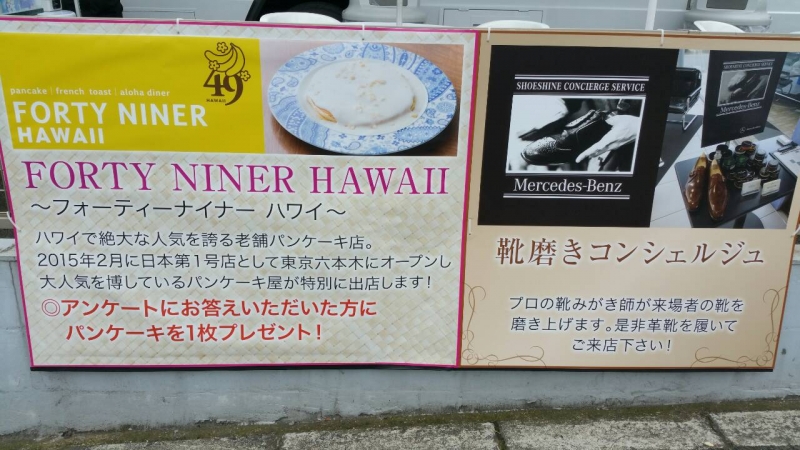 49
HAWAII
pancake | french toast | aloha diner
FORTY NINER
HAWAII
FORTY NINER HAWAII
～フォーティーナイナー ハワイ～
ハワイで絶大な人気を誇る老舗パンケーキ店。
2015年2月に日本第1号店として東京六本木にオープンし
大人気を博しているパンケーキ屋が特別に出店します!
◎アンケートにお答えいただいた方に
パンケーキを1枚プレゼント!
SHOESHINE CONCIERGE SERVICE
Mercedes-Benz
靴磨きコンシェルジュ
プロの靴みがき師が来場者の靴を
磨き上げます。是非革靴を履いて
ご来店下さい!